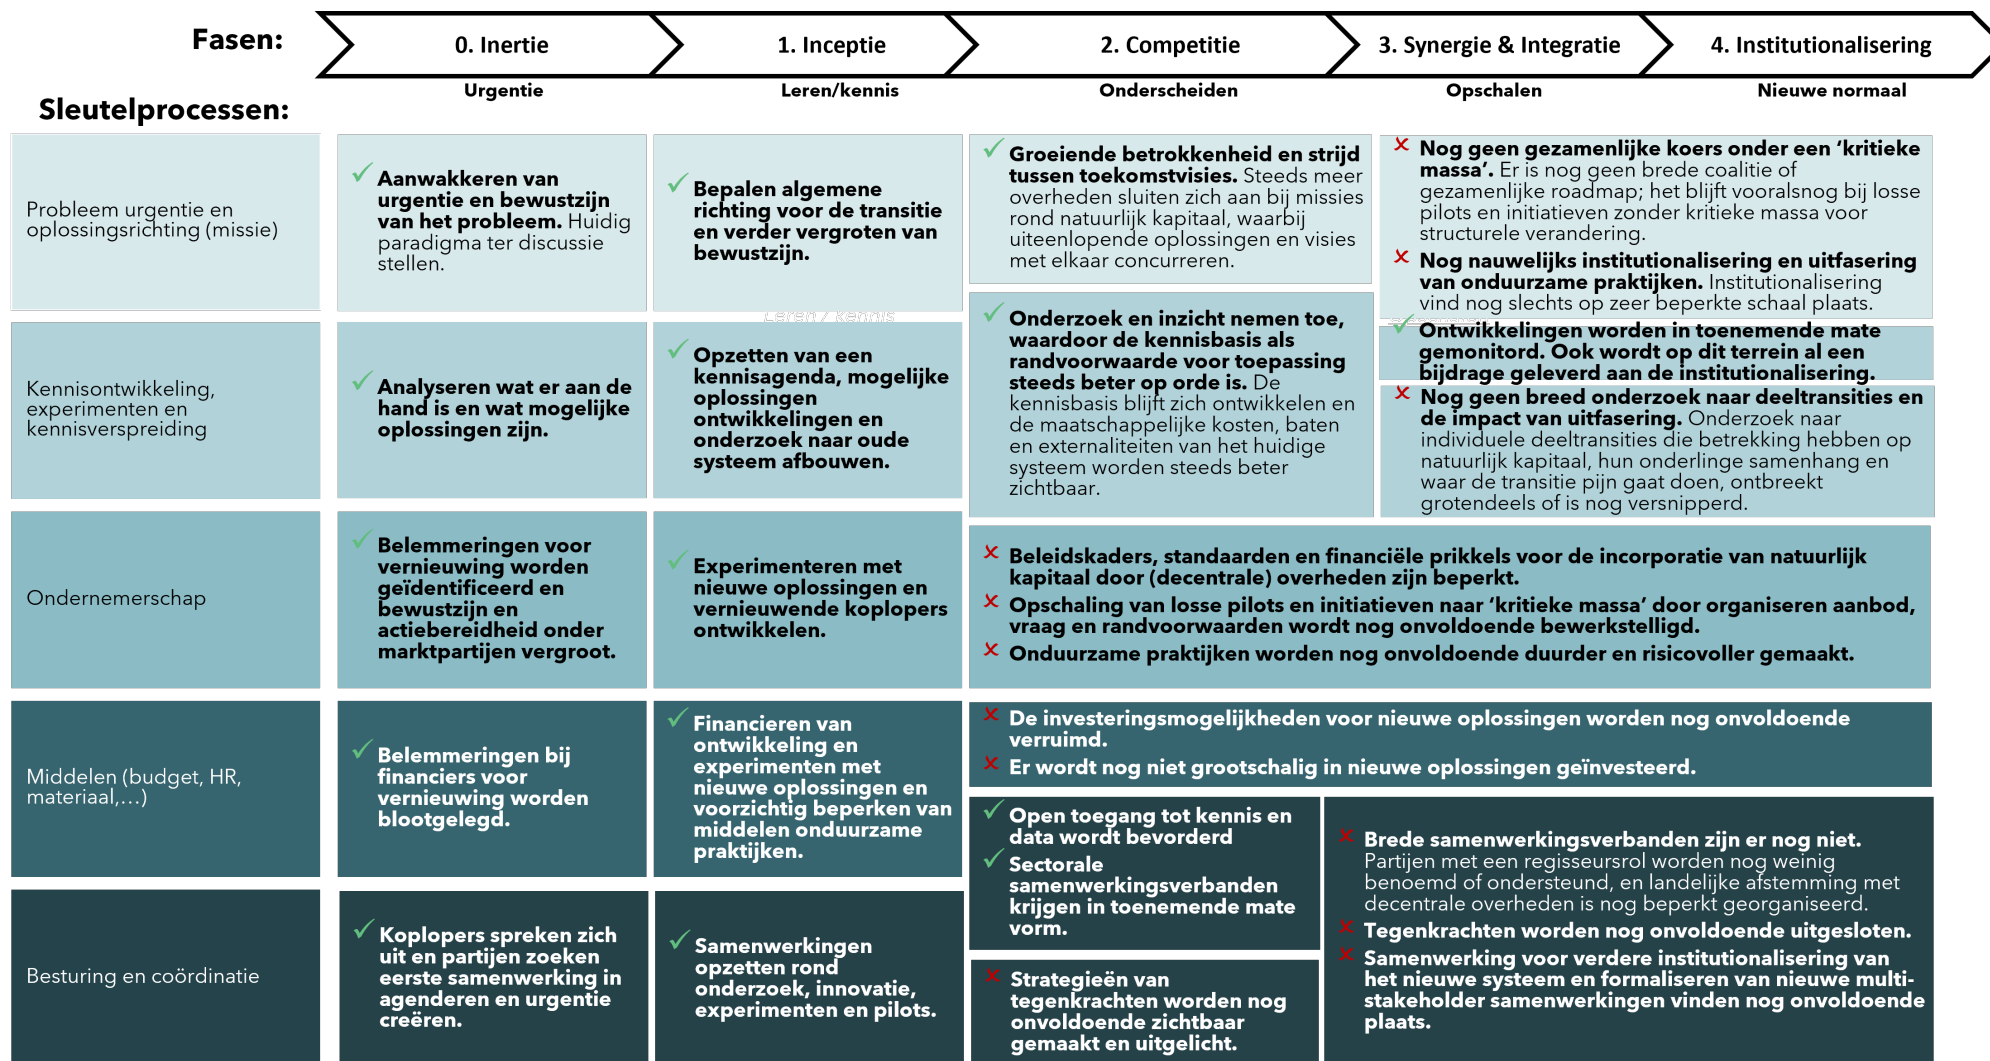 Fasen:
0. Inertie
1. Inceptie
2. Competitie
3. Synergie & Integratie
4. Institutionalisering
Urgentie
Leren/kennis
Onderscheiden
Opschalen
Nieuwe normaal
Sleutelprocessen:
Probleem urgentie en
oplossingsrichting (missie)
Aanwakkeren van
urgentie en bewustzijn
van het probleem. Huidig
paradigma ter discussie
stellen.
Bepalen algemene
richting voor de transitie
en verder vergroten van
bewustzijn.
Groeiende betrokkenheid en strijd
tussen toekomstvisies. Steeds meer
overheden sluiten zich aan bij missies
rond natuurlijk kapitaal, waarbij
uiteenlopende oplossingen en visies
met elkaar concurreren.
Nog geen gezamenlijke koers onder een ‘kritieke
massa’. Er is nog geen brede coalitie of
gezamenlijke roadmap; het blijft vooralsnog bij losse
pilots en initiatieven zonder kritieke massa voor
structurele verandering.
Nog nauwelijks institutionalisering en uitfasering
van onduurzame praktijken. Institutionalisering
vind nog slechts op zeer beperkte schaal plaats.
Leren / kennis
Kennisontwikkeling,
experimenten en
kennisverspreiding
Analyseren wat er aan de
hand is en wat mogelijke
oplossingen zijn.
Opzetten van een
kennisagenda, mogelijke
oplossingen
ontwikkelingen en
onderzoek naar oude
systeem afbouwen.
Onderzoek en inzicht nemen toe,
waardoor de kennisbasis als
randvoorwaarde voor toepassing
steeds beter op orde is. De
kennisbasis blijft zich ontwikkelen en
de maatschappelijke kosten, baten
en externaliteiten van het huidige
systeem worden steeds beter
zichtbaar.
Ontwikkelingen worden in toenemende mate
gemonitord. Ook wordt op dit terrein al een
bijdrage geleverd aan de institutionalisering.
Nog geen breed onderzoek naar deeltransities en
de impact van uitfasering. Onderzoek naar
individuele deeltransities die betrekking hebben op
natuurlijk kapitaal, hun onderlinge samenhang en
waar de transitie pijn gaat doen, ontbreekt
grotendeels of is nog versnipperd.
Ondernemerschap
Belemmeringen voor
vernieuwing worden
geïdentificeerd en
bewustzijn en
actiebereidheid onder
marktpartijen vergroot.
Experimenteren met
nieuwe oplossingen en
vernieuwende koplopers
ontwikkelen.
Beleidskaders, standaarden en financiële prikkels voor de incorporatie van natuurlijk
kapitaal door (decentrale) overheden zijn beperkt.
Opschaling van losse pilots en initiatieven naar ‘kritieke massa’ door organiseren aanbod,
vraag en randvoorwaarden wordt nog onvoldoende bewerkstelligd.
Onduurzame praktijken worden nog onvoldoende duurder en risicovoller gemaakt.
Middelen (budget, HR,
materiaal,…)
Belemmeringen bij
financiers voor
vernieuwing worden
blootgelegd.
Financieren van
ontwikkeling en
experimenten met
nieuwe oplossingen en
voorzichtig beperken van
middelen onduurzame
praktijken.
De investeringsmogelijkheden voor nieuwe oplossingen worden nog onvoldoende
verruimd.
Er wordt nog niet grootschalig in nieuwe oplossingen geïnvesteerd.
Besturing en coördinatie
Koplopers spreken zich
uit en partijen zoeken
eerste samenwerking in
agenderen en urgentie
creëren.
Samenwerkingen
opzetten rond
onderzoek, innovatie,
experimenten en pilots.
Open toegang tot kennis en
data wordt bevorderd
Sectorale
samenwerkingsverbanden
krijgen in toenemende mate
vorm.
Strategieën van
tegenkrachten worden nog
onvoldoende zichtbaar
gemaakt en uitgelicht.
Brede samenwerkingsverbanden zijn er nog niet.
Partijen met een regisseursrol worden nog weinig
benoemd of ondersteund, en landelijke afstemming met
decentrale overheden is nog beperkt georganiseerd.
Tegenkrachten worden nog onvoldoende uitgesloten.
Samenwerking voor verdere institutionalisering van
het nieuwe systeem en formaliseren van nieuwe multi-
stakeholder samenwerkingen vinden nog onvoldoende
plaats.